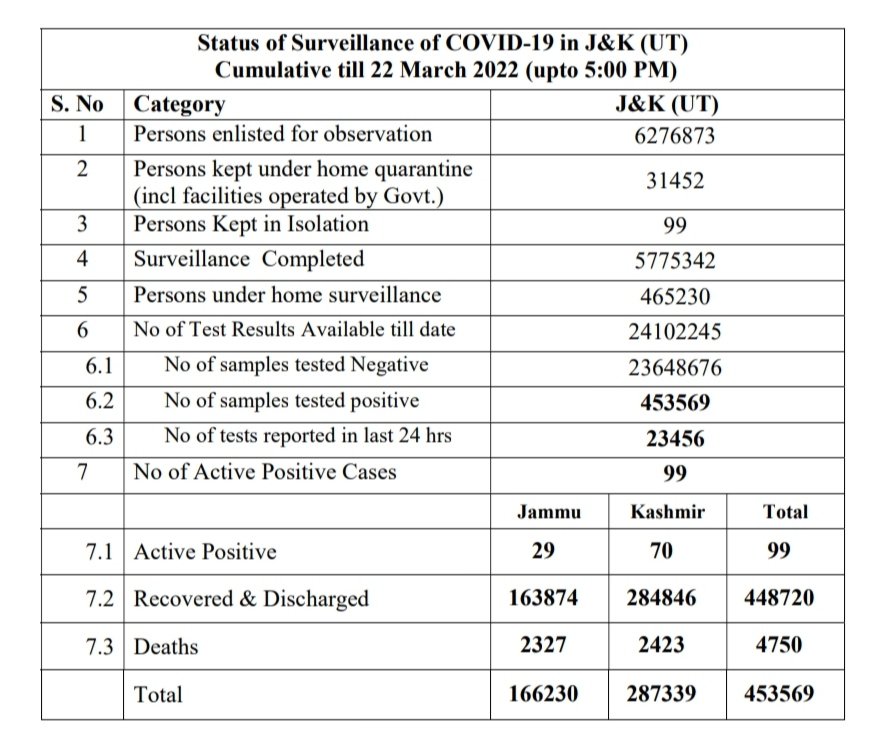 Status of Surveillance of COVID-19 in J&K (UT)
Cumulative till 22 March 2022 (upto 5:00 PM)
S. No Category J&K (UT)
1 Persons enlisted for observation 6276873
2 Persons kept under home quarantine
(incl facilities operated by Govt.) 31452
3 Persons Kept in Isolation 99
4 Surveillance Completed 5775342
5 Persons under home surveillance 465230
6 No of Test Results Available till date 24102245
6.1 No of samples tested Negative 23648676
6.2 No of samples tested positive 453569
6.3 No of tests reported in last 24 hrs 23456
7 No of Active Positive Cases 99
Jammu Kashmir Total
7.1 Active Positive 29 70 99
7.2 Recovered & Discharged 163874 284846 448720
7.3 Deaths 2327 2423 4750
Total 166230 287339 453569